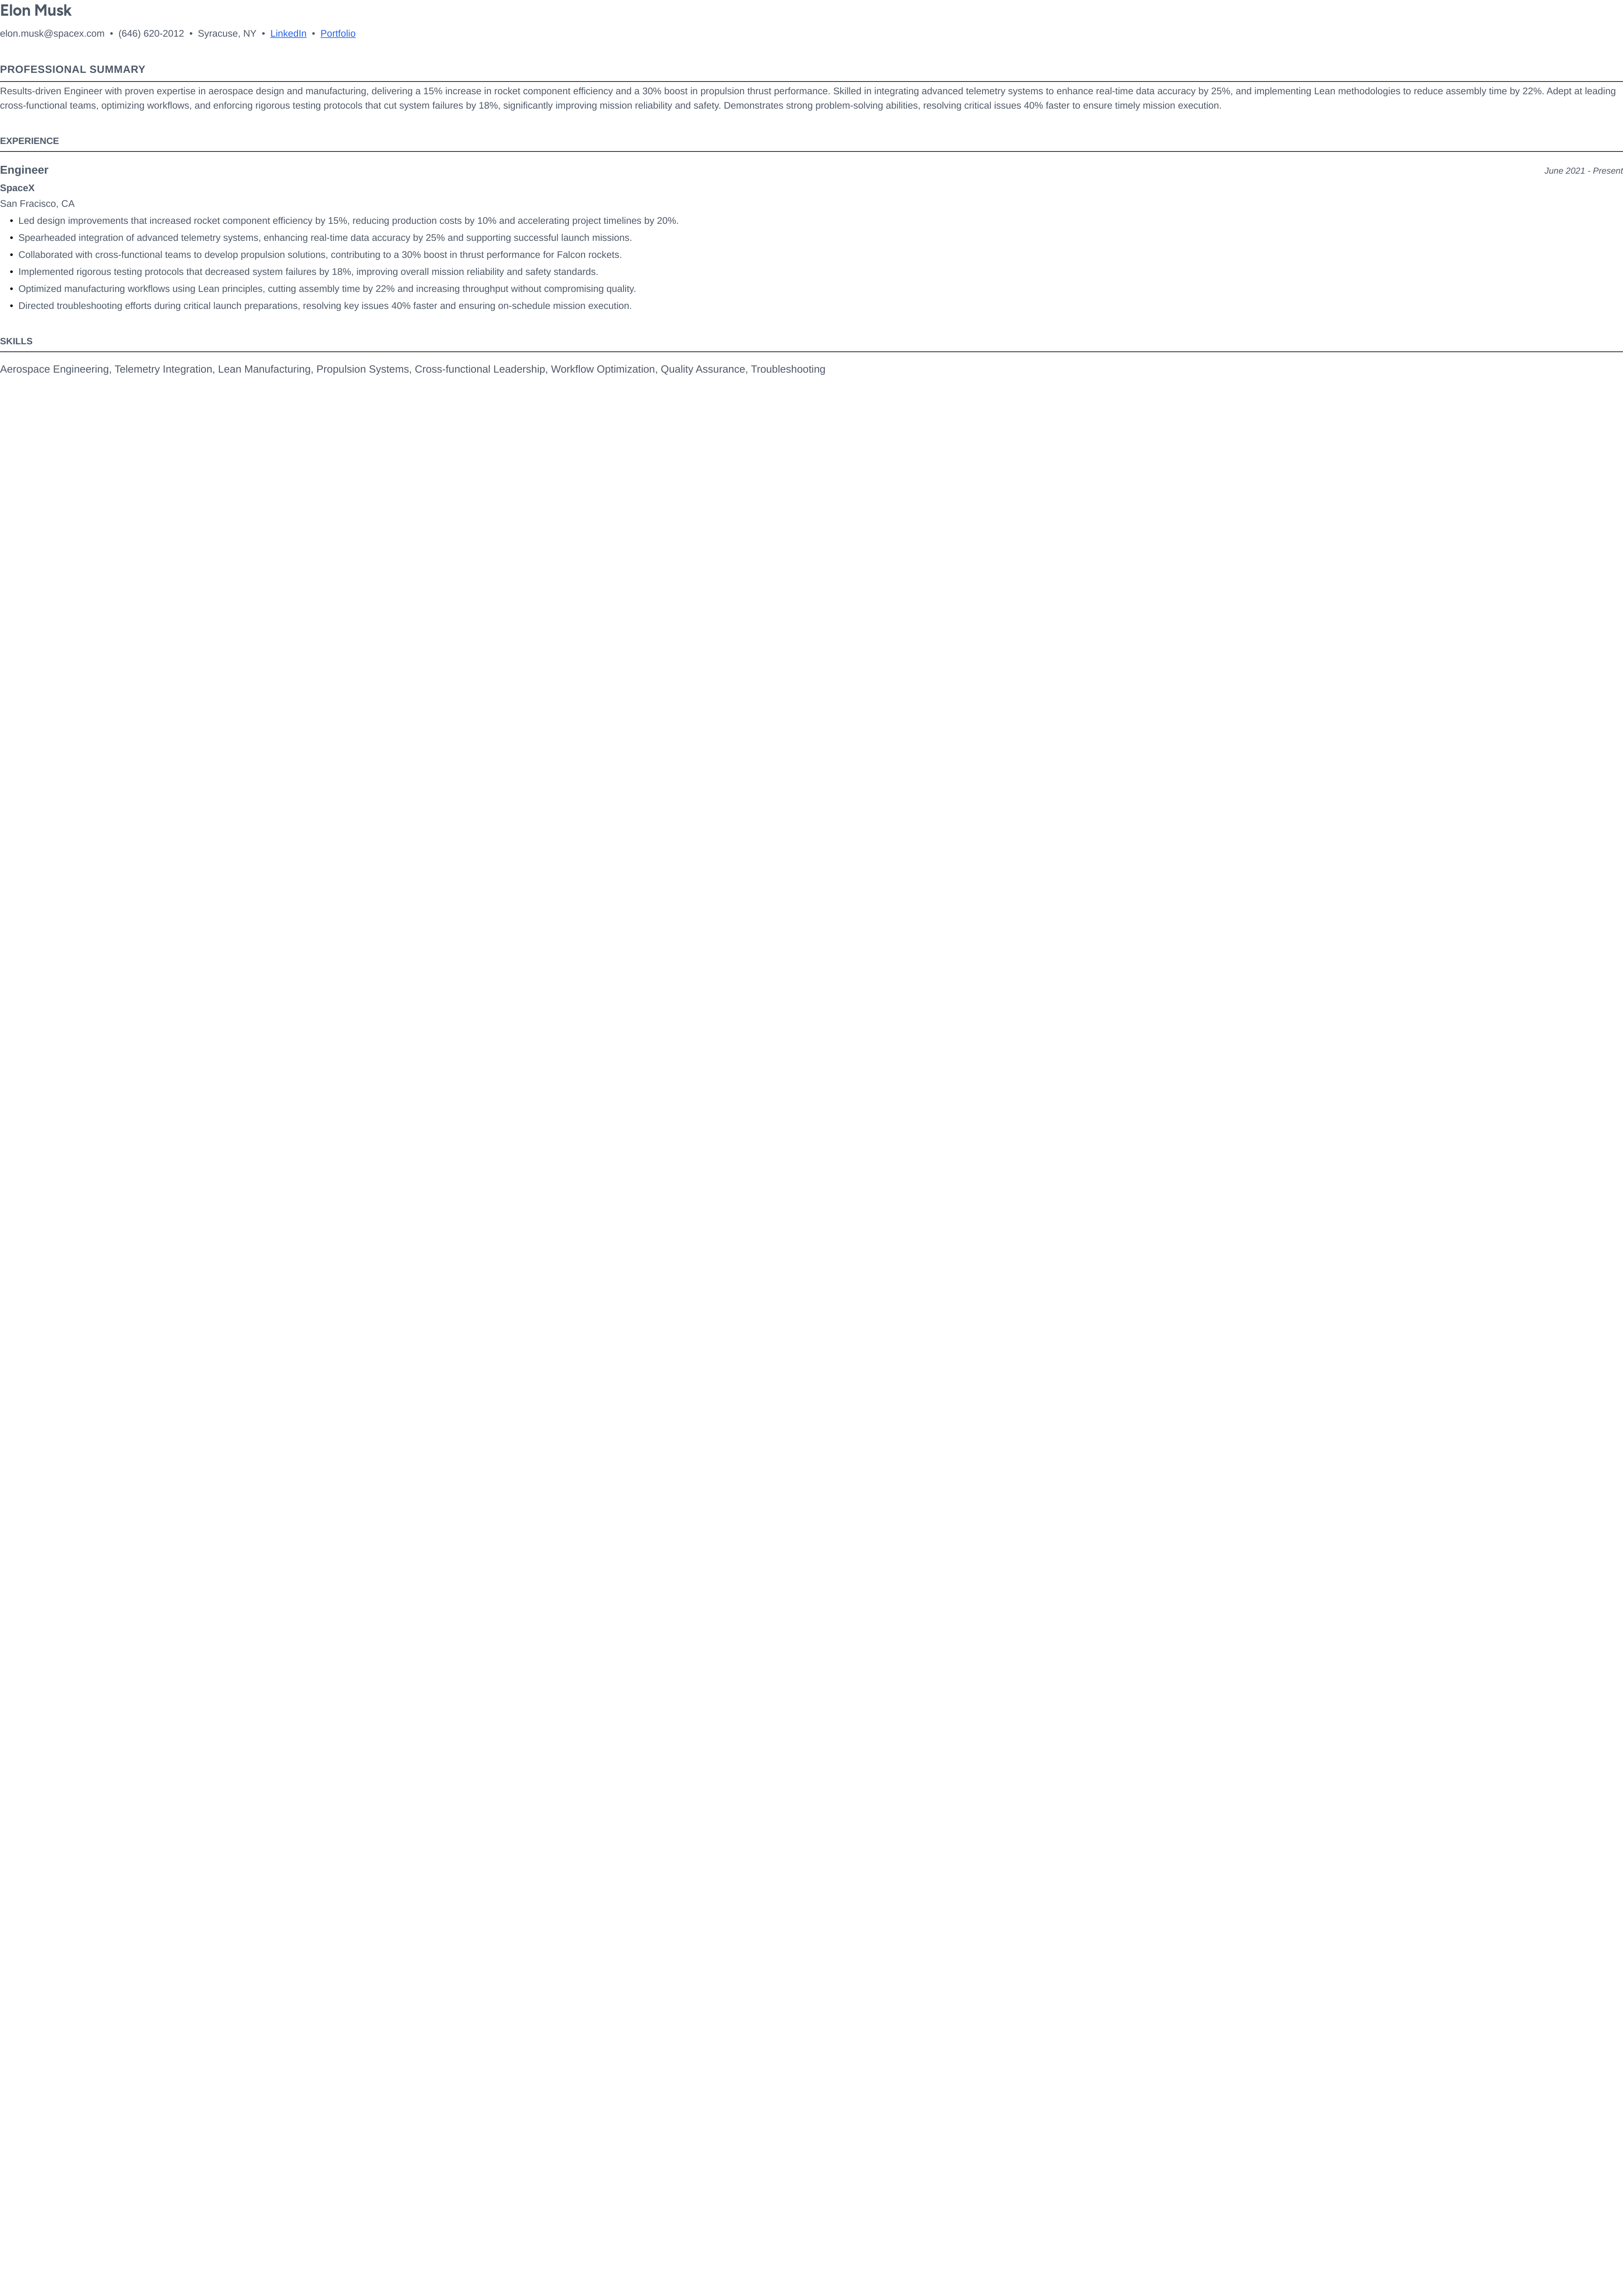 Elon Musk
elon.musk@spacex.com • (646) 620-2012 • Syracuse, NY • LinkedIn • Portfolio
PROFESSIONAL SUMMARY
Results-driven Engineer with proven expertise in aerospace design and manufacturing, delivering a 15% increase in rocket component efficiency and a 30% boost in propulsion thrust performance. Skilled in integrating advanced telemetry systems to enhance real-time data accuracy by 25%, and implementing Lean methodologies to reduce assembly time by 22%. Adept at leading
cross-functional teams, optimizing workflows, and enforcing rigorous testing protocols that cut system failures by 18%, significantly improving mission reliability and safety. Demonstrates strong problem-solving abilities, resolving critical issues 40% faster to ensure timely mission execution.
EXPERIENCE
Engineer June 2021 - Present
SpaceX
San Fracisco, CA
• Led design improvements that increased rocket component efficiency by 15%, reducing production costs by 10% and accelerating project timelines by 20%.
• Spearheaded integration of advanced telemetry systems, enhancing real-time data accuracy by 25% and supporting successful launch missions.
• Collaborated with cross-functional teams to develop propulsion solutions, contributing to a 30% boost in thrust performance for Falcon rockets.
• Implemented rigorous testing protocols that decreased system failures by 18%, improving overall mission reliability and safety standards.
• Optimized manufacturing workflows using Lean principles, cutting assembly time by 22% and increasing throughput without compromising quality.
• Directed troubleshooting efforts during critical launch preparations, resolving key issues 40% faster and ensuring on-schedule mission execution.
SKILLS
Aerospace Engineering, Telemetry Integration, Lean Manufacturing, Propulsion Systems, Cross-functional Leadership, Workflow Optimization, Quality Assurance, Troubleshooting